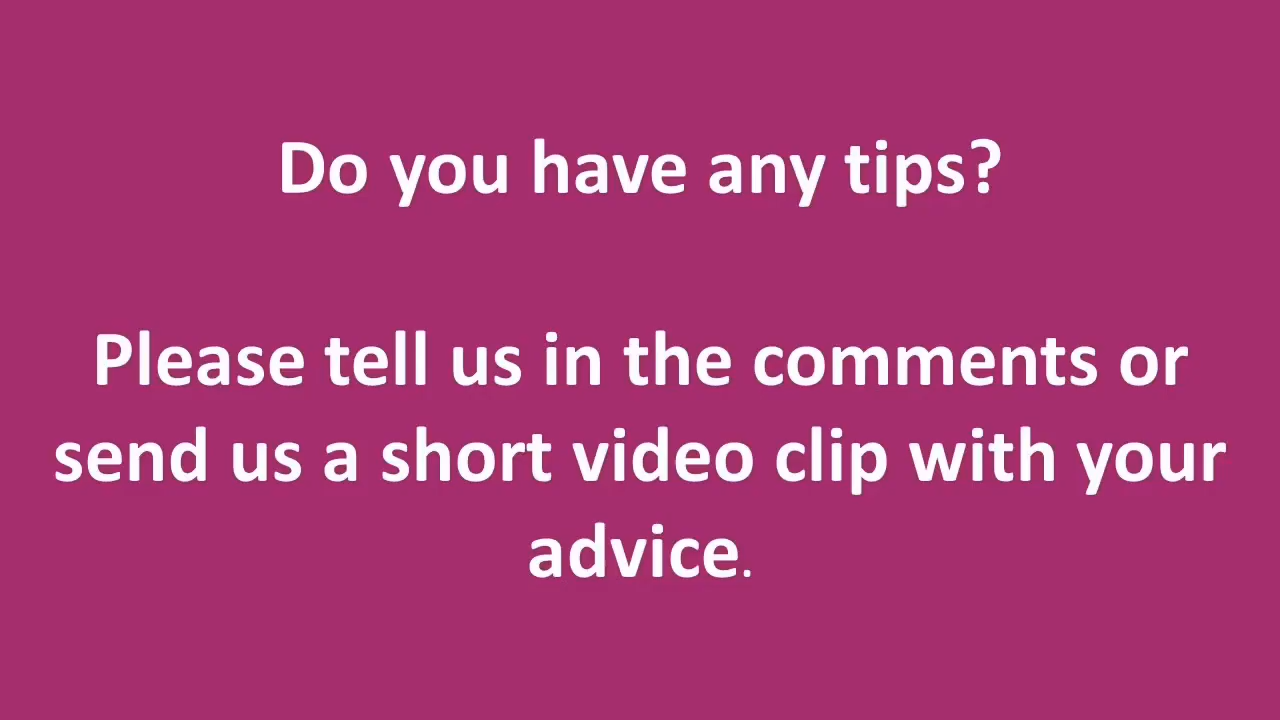 Do you have any tips?
Please tell us in the comments or
send us a short video clip with your
advice.